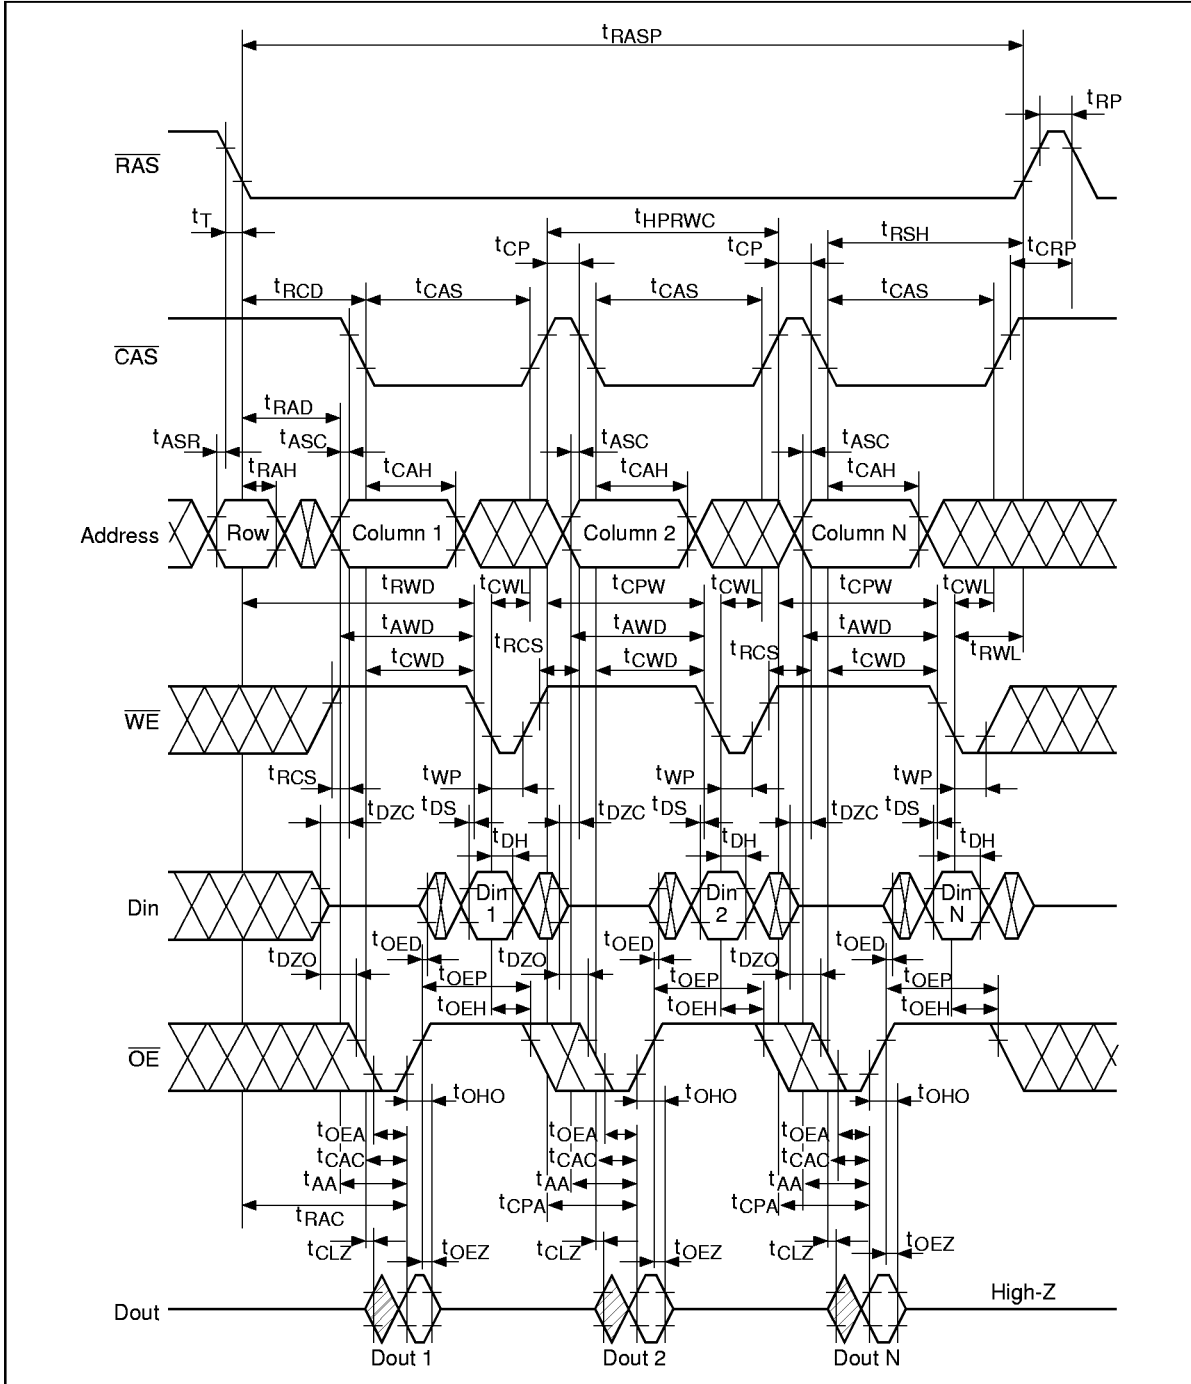 tRASP
tRP
RAS
tT
tHPRWC
tRSH
tCP
tCP
tCRP
tRCD
tCAS
tCAS
tCAS
CAS
tRAD
tASR
tASC
tASC
tASC
tRAH
tCAH
tCAH
tCAH
Address
Row
Column 1
Column 2
Column N
tRWD
tCWL
tCPW
tCWL
tCPW
tCWL
tAWD
tRCS
tAWD
tRCS
tAWD
tRWL
tCWD
tCWD
tCWD
WE
tRCS
tWP
tWP
tWP
tDZC
tDS
tDZC
tDS
tDZC
tDS
tDH
tDH
tDH
Din
Din
1
Din
2
Din
N
tDZO
tOED
tDZO
tOED
tDZO
tOED
tOEP
tOEP
tOEP
tOEH
tOEH
tOEH
OE
tOHO
tOHO
tOHO
tOEA
tOEA
tOEA
tCAC
tCAC
tCAC
tAA
tAA
tAA
tRAC
tCPA
tCPA
tCLZ
tOEZ
tCLZ
tOEZ
tCLZ
tOEZ
Dout
High-Z
Dout 1
Dout 2
Dout N